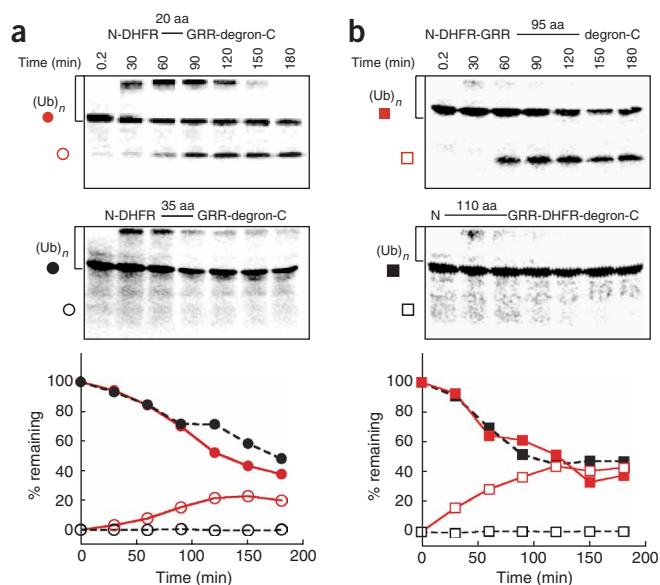 a
20 aa
N-DHFR GRR-degron-C
Time (min) 0.2 30 60 90 120 150 180
(Ub)n
35 aa
N-DHFR GRR-degron-C
(Ub)n
% remaining
100
80
60
40
20
0
0 50 100 150 200
Time (min)
b
95 aa
N-DHFR-GRR degron-C
Time (min) 0.2 30 60 90 120 150 180
(Ub)n
110 aa
N GRR-DHFR-degron-C
(Ub)n
% remaining
100
80
60
40
20
0
0 50 100 150 200
Time (min)